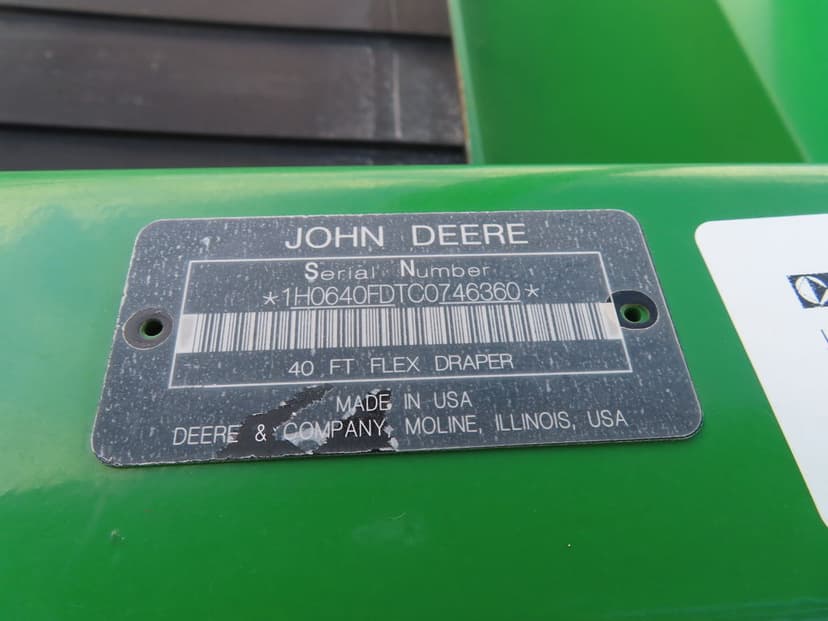 JOHN DEERE
Serial Number
*1H0640FDTC0746360*
40 FT FLEX DRAPER
MADE IN USA
DEERE & COMPANY, MOLINE, ILLINOIS, USA